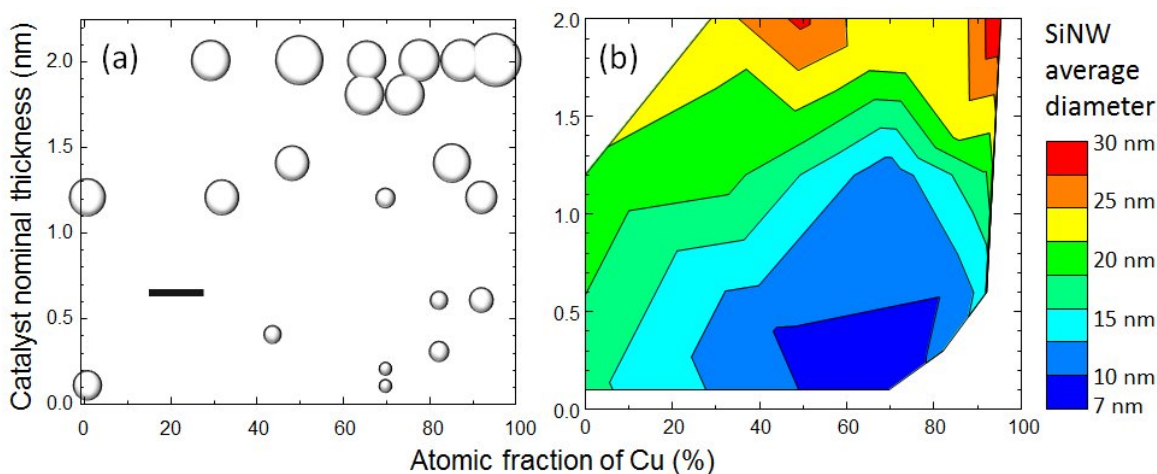 (a)
Catalyst nominal thickness (nm)
2.0
1.5
1.0
0.5
0.0
0 20 40 60 80 100
(b)
2.0
1.5
1.0
0.5
0.0
0 20 40 60 80 100
Atomic fraction of Cu (%)
SiNW
average
diameter
30 nm
25 nm
20 nm
15 nm
10 nm
7 nm